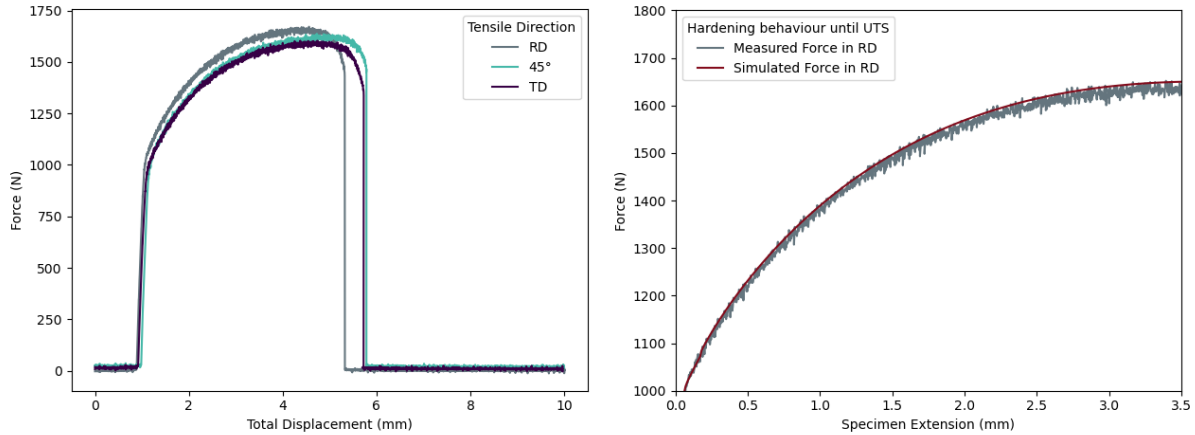 1750
1500
1250
1000
750
500
250
0
Force (N)
0 2 4 6 8 10
Total Displacement (mm)
Tensile Direction
RD
45°
TD
1800
1700
1600
1500
1400
1300
1200
1100
1000
Force (N)
0.0 0.5 1.0 1.5 2.0 2.5 3.0 3.5
Specimen Extension (mm)
Hardening behaviour until UTS
Measured Force in RD
Simulated Force in RD